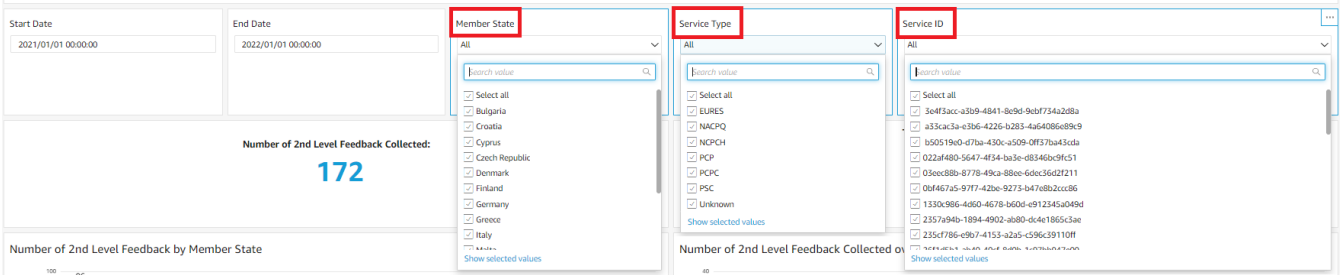 Start Date
2021/01/01 00:00:00
End Date
2022/01/01 00:00:00
Member State
All
Search value
Select all
Bulgaria
Croatia
Cyprus
Czech Republic
Denmark
Finland
Germany
Greece
Italy
Malta
Show selected values
Service Type
All
Search value
Select all
EURES
NACPQ
NCPCH
PCP
PCPC
PSC
Unknown
Show selected values
Service ID
All
Search value
Select all
3e4f3acc-a3b9-4841-8e9d-9ebf734a2d8a
a33cac3a-e3b6-4226-b283-4a64086e89c9
b50519e0-d7ba-430c-a509-0ff37ba43cda
022af480-5647-4f34-ba3e-d8346bc9fc51
03eec88b-8778-49ca-88ee-6dec36d2f211
0bf467a5-97f7-42be-9273-b47e8b2ccc86
1330c986-4d60-4678-b60d-e912345a049d
2357a94b-1894-4902-ab80-dc4e1865c3ae
235cf786-e9b7-4153-a2a5-c596c39110ff
Show selected values
Number of 2nd Level Feedback Collected:
172
Number of 2nd Level Feedback by Member State
100
Number of 2nd Level Feedback Collected
40